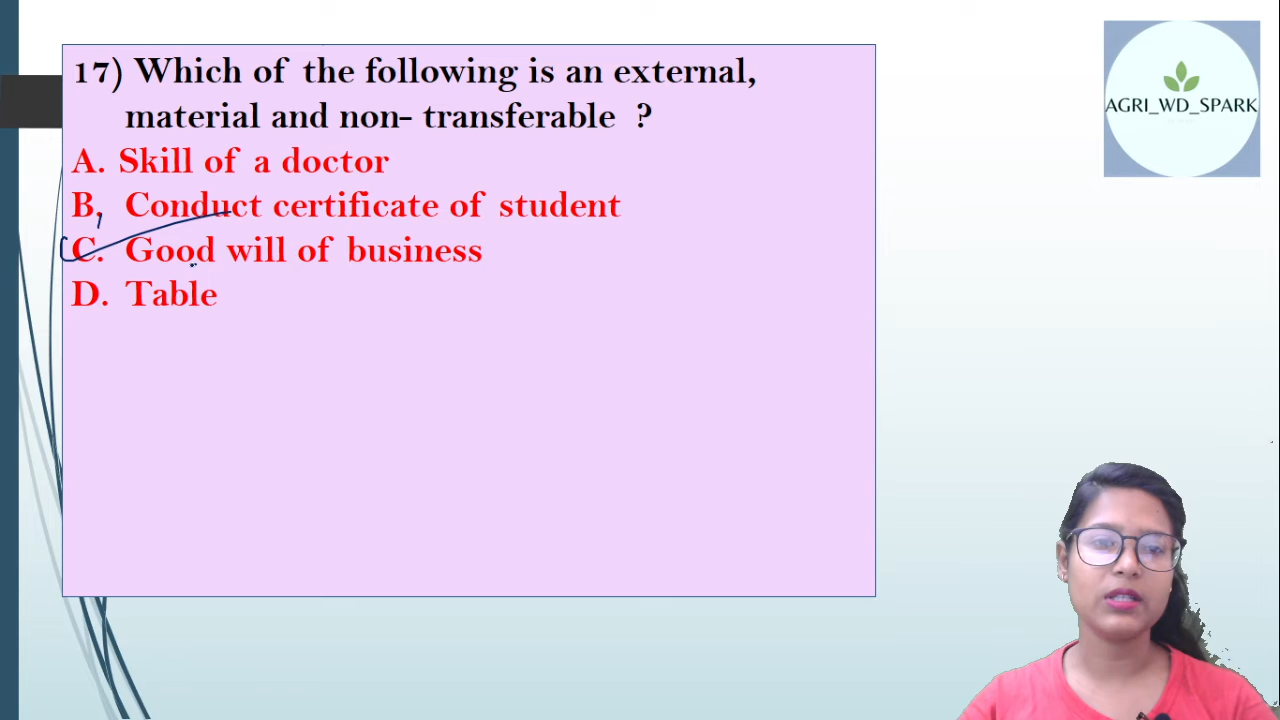 17) Which of the following is an external,
material and non- transferable ?
A. Skill of a doctor
B, Conduct certificate of student
C. Good will of business
D. Table
AGRI_WD_SPARK